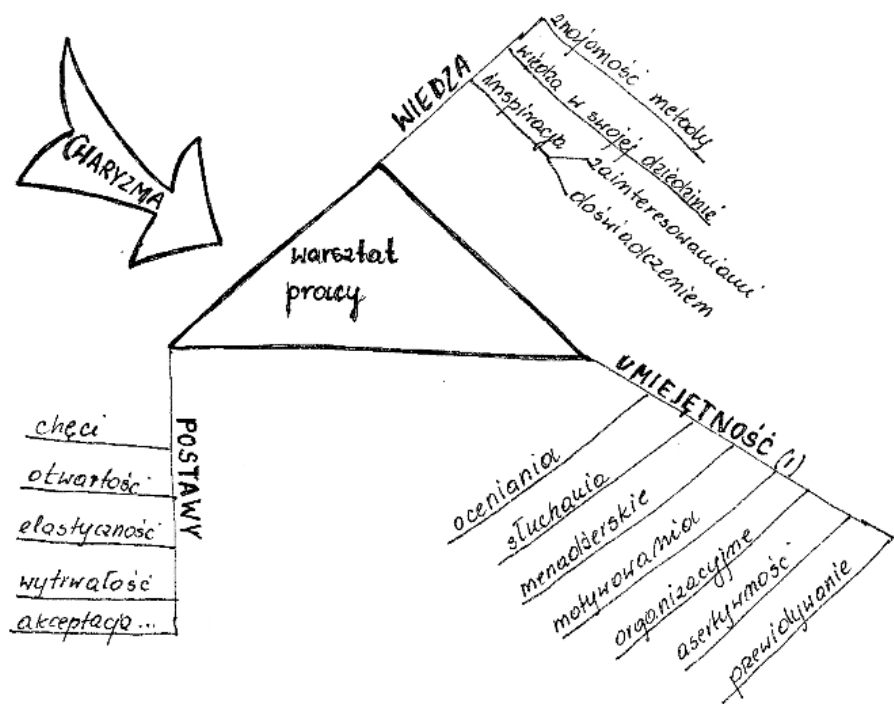 CHARYZMA
WIEDZA
znajomość metody
wiedza w swojej dziedzinie
inspiracja
zainteresowaniami
doświadczeniem
warsztat
pracy
UMIEJĘTNOŚĆ (1)
oceniania
słuchania
menadżerskie
motywowania
organizacyjne
asertywność
przewidywanie
POSTAWY
chęci
otwartość
elastyczność
wytrwałość
akceptacja...